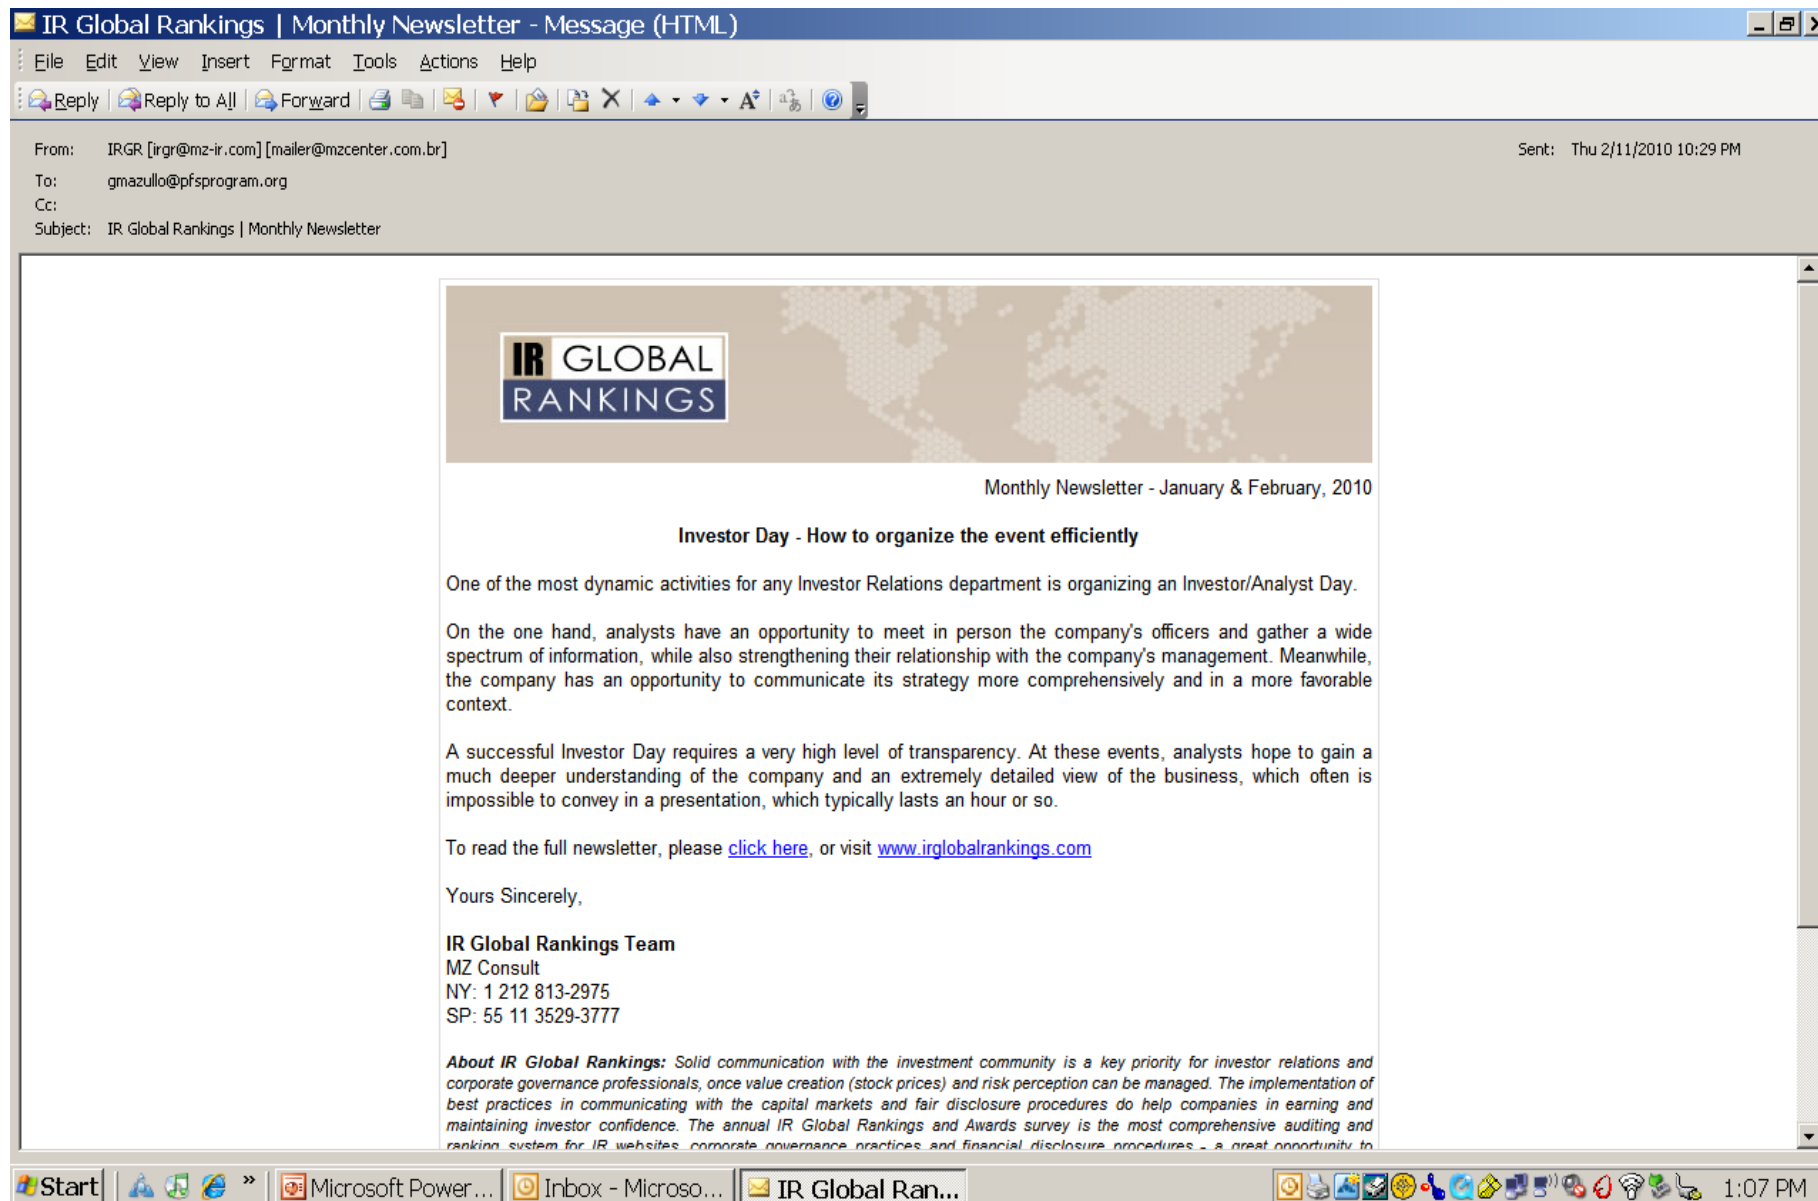 IR Global Rankings | Monthly Newsletter - Message (HTML)
File Edit View Insert Format Tools Actions Help
Reply Reply to All Forward
From: IRGR [irgr@mz-ir.com] [mailer@mzcenter.com.br] Sent: Thu 2/11/2010 10:29 PM
To: gmazullo@pfsprogram.org
Cc:
Subject: IR Global Rankings | Monthly Newsletter
IR GLOBAL
RANKINGS
Monthly Newsletter - January & February, 2010
Investor Day - How to organize the event efficiently
One of the most dynamic activities for any Investor Relations department is organizing an Investor/Analyst Day.
On the one hand, analysts have an opportunity to meet in person the company's officers and gather a wide
spectrum of information, while also strengthening their relationship with the company's management. Meanwhile,
the company has an opportunity to communicate its strategy more comprehensively and in a more favorable
context.
A successful Investor Day requires a very high level of transparency. At these events, analysts hope to gain a
much deeper understanding of the company and an extremely detailed view of the business, which often is
impossible to convey in a presentation, which typically lasts an hour or so.
To read the full newsletter, please click here, or visit www.irglobalrankings.com
Yours Sincerely,
IR Global Rankings Team
MZ Consult
NY: 1 212 813-2975
SP: 55 11 3529-3777
About IR Global Rankings: Solid communication with the investment community is a key priority for investor relations and
corporate governance professionals, once value creation (stock prices) and risk perception can be managed. The implementation of
best practices in communicating with the capital markets and fair disclosure procedures do help companies in earning and
maintaining investor confidence. The annual IR Global Rankings and Awards survey is the most comprehensive auditing and
ranking system for IR websites, corporate governance practices and financial disclosure procedures - a great opportunity to
Start » Microsoft Power... Inbox - Microso... IR Global Ran... 1:07 PM